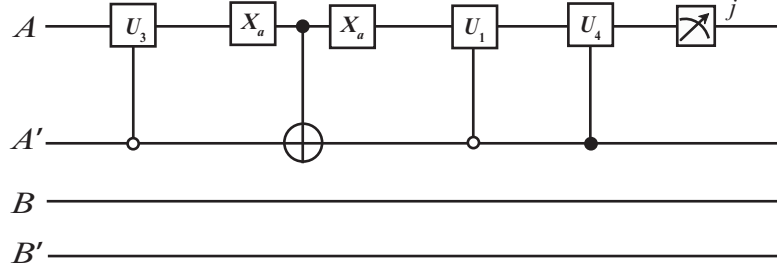 A U₃ Xₐ Xₐ U₁ U₄ j
A′
B
B′